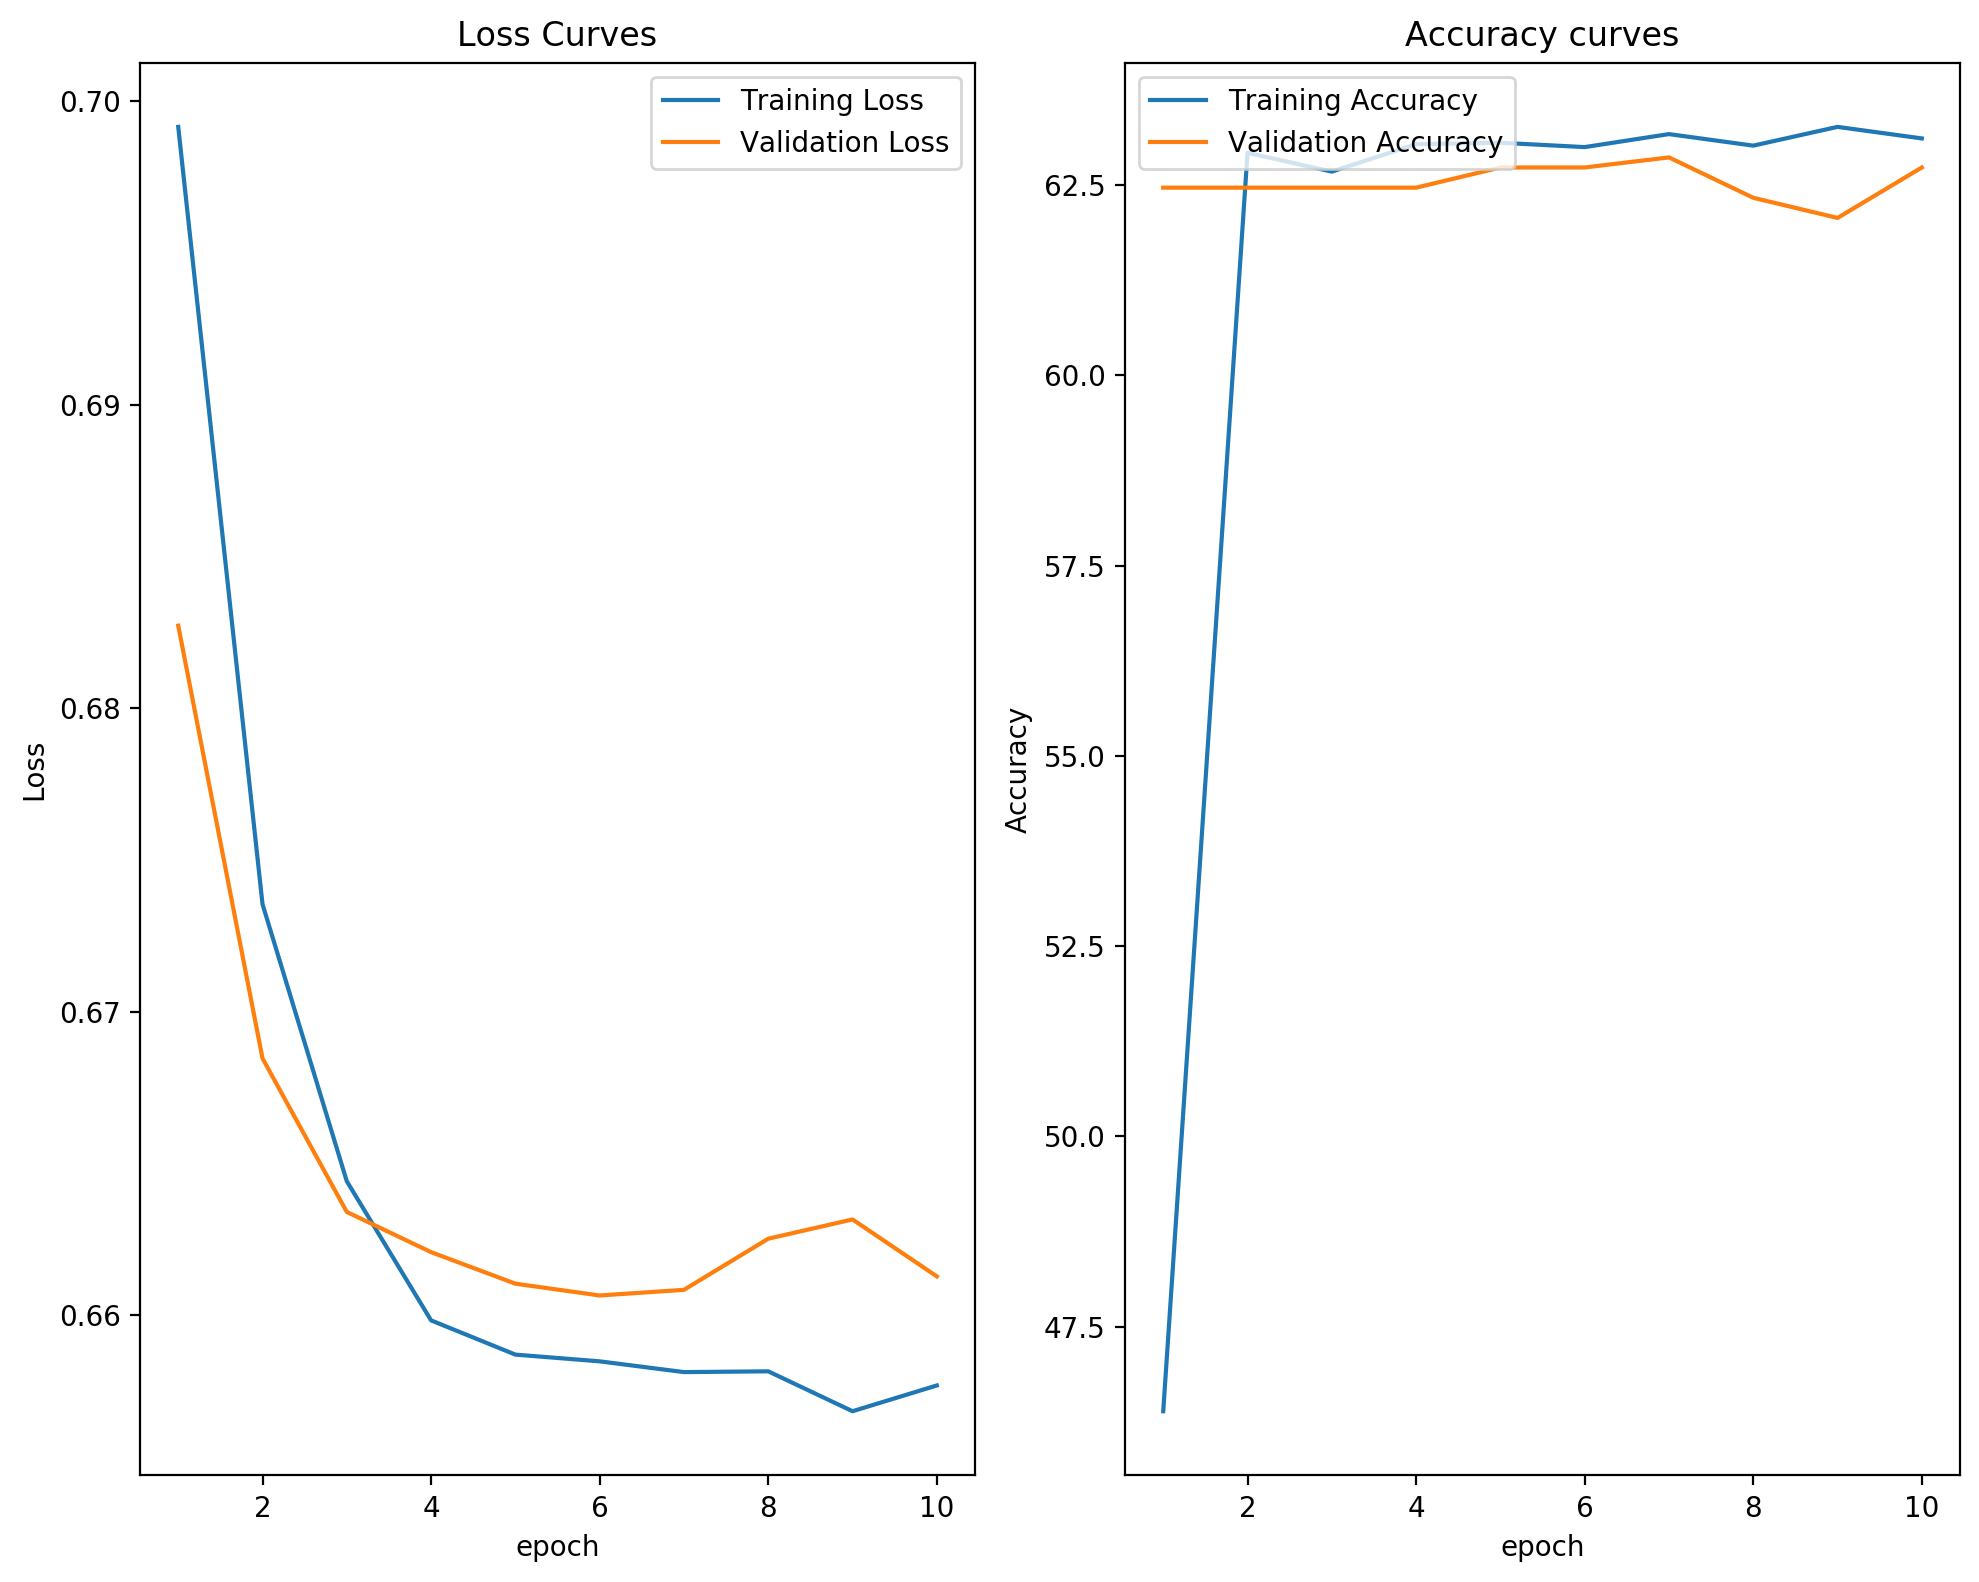 Loss Curves
Training Loss
Validation Loss
0.70
0.69
0.68
0.67
0.66
Loss
2 4 6 8 10
epoch
Accuracy curves
Training Accuracy
Validation Accuracy
62.5
60.0
57.5
55.0
52.5
50.0
47.5
Accuracy
2 4 6 8 10
epoch